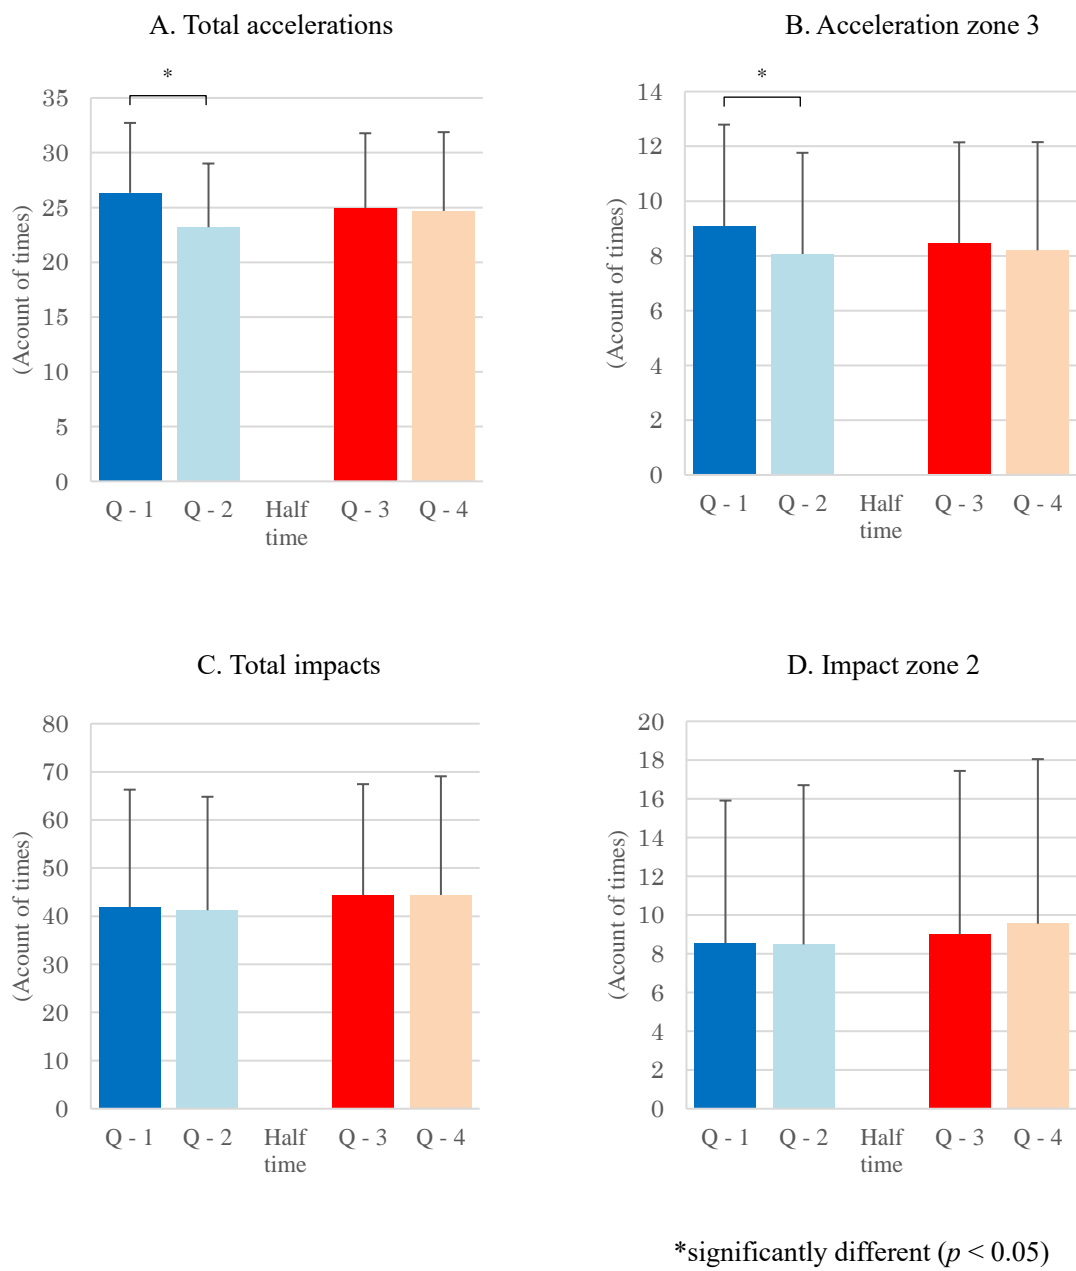 A. Total accelerations
*
35
30
25
20
15
10
5
0
(Acount of times)
Q - 1 Q - 2 Half time Q - 3 Q - 4
B. Acceleration zone 3
*
14
12
10
8
6
4
2
0
(Acount of times)
Q - 1 Q - 2 Half time Q - 3 Q - 4
C. Total impacts
80
70
60
50
40
30
20
10
0
(Acount of times)
Q - 1 Q - 2 Half time Q - 3 Q - 4
D. Impact zone 2
20
18
16
14
12
10
8
6
4
2
0
(Acount of times)
Q - 1 Q - 2 Half time Q - 3 Q - 4
*significantly different (p < 0.05)